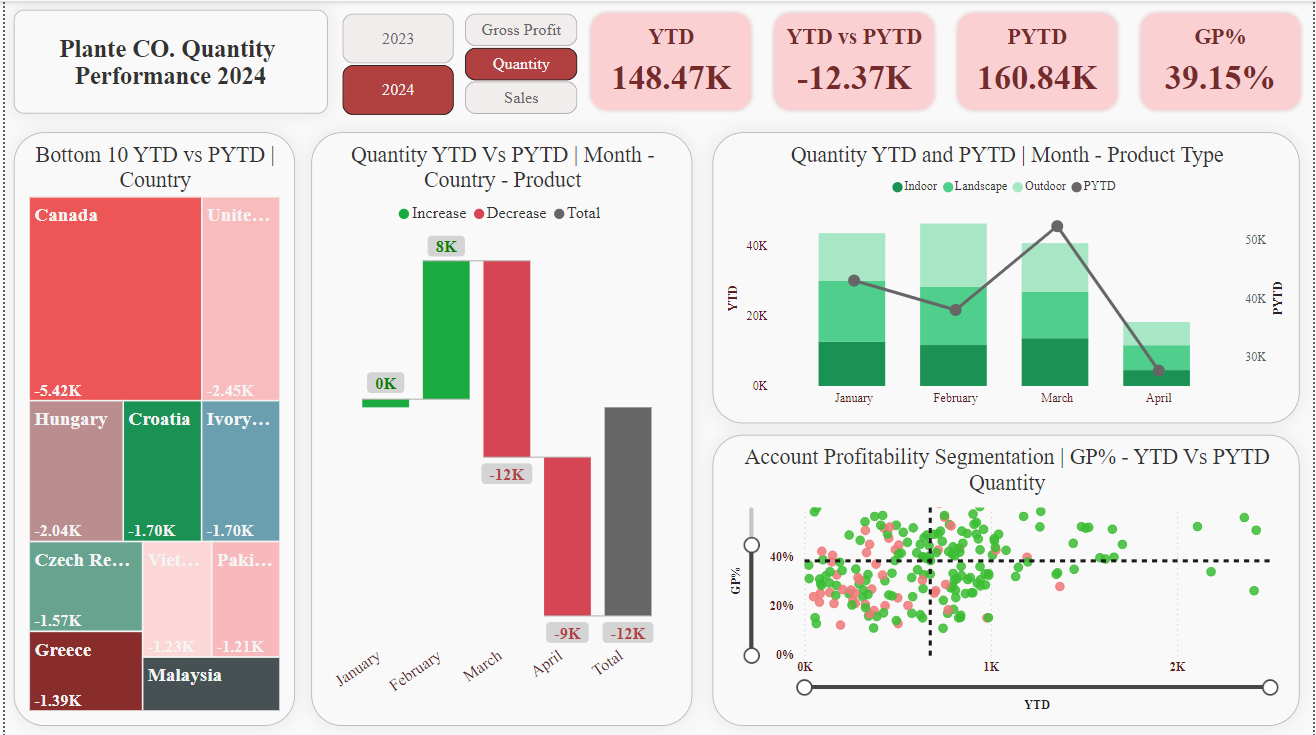 Plante CO. Quantity
Performance 2024
2023
2024
Gross Profit
Quantity
Sales
YTD
148.47K
YTD vs PYTD
-12.37K
PYTD
160.84K
GP%
39.15%
Bottom 10 YTD vs PYTD |
Country
Canada
-5.42K
Unite...
-2.45K
Hungary
-2.04K
Croatia
-1.70K
Ivory...
-1.70K
Czech Re...
-1.57K
Viet...
-1.23K
Paki...
-1.21K
Greece
-1.39K
Malaysia
Quantity YTD Vs PYTD | Month -
Country - Product
Increase Decrease Total
8K
0K
-12K
-9K
-12K
January
February
March
April
Total
Quantity YTD and PYTD | Month - Product Type
Indoor Landscape Outdoor PYTD
YTD
40K
20K
0K
50K
40K
30K
PYTD
January
February
March
April
Account Profitability Segmentation | GP% - YTD Vs PYTD
Quantity
GP%
40%
20%
0%
0K
1K
2K
YTD